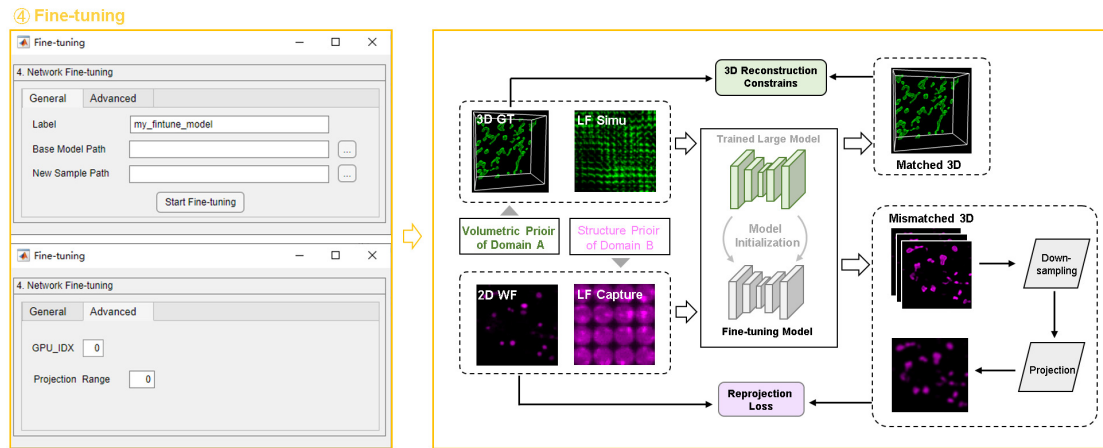 ④ Fine-tuning
Fine-tuning
4. Network Fine-tuning
General
Advanced
Label
my_fintune_model
Base Model Path
...
New Sample Path
...
Start Fine-tuning
Fine-tuning
4. Network Fine-tuning
General
Advanced
GPU_IDX
0
Projection Range
0
3D Reconstruction
Constrains
3D GT
LF Simu
Trained Large Model
Matched 3D
Volumetric Prioir
of Domain A
Structure Prioir
of Domain B
Model
Initialization
Mismatched 3D
Down-
sampling
2D WF
LF Capture
Fine-tuning Model
Projection
Reprojection
Loss